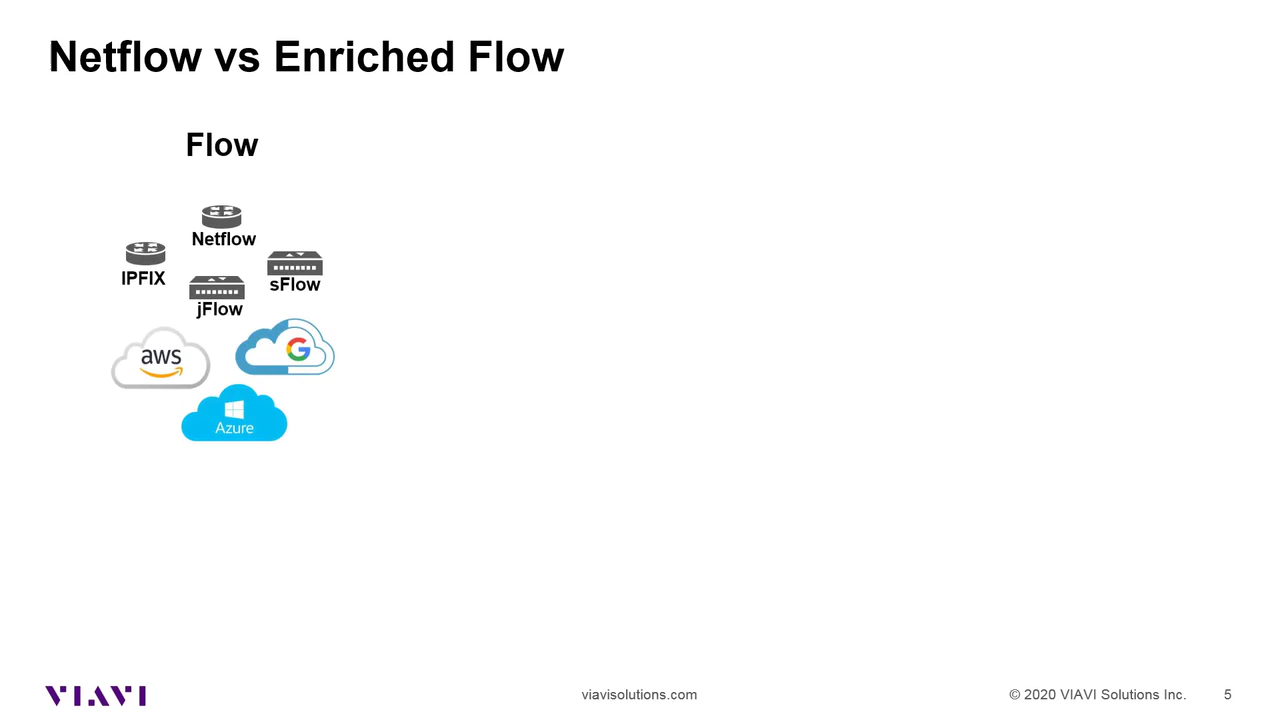 Netflow vs Enriched Flow
Flow
Netflow
IPFIX
sFlow
jFlow
aws
G
Azure
VIAVI
viavisolutions.com
© 2020 VIAVI Solutions Inc.
5